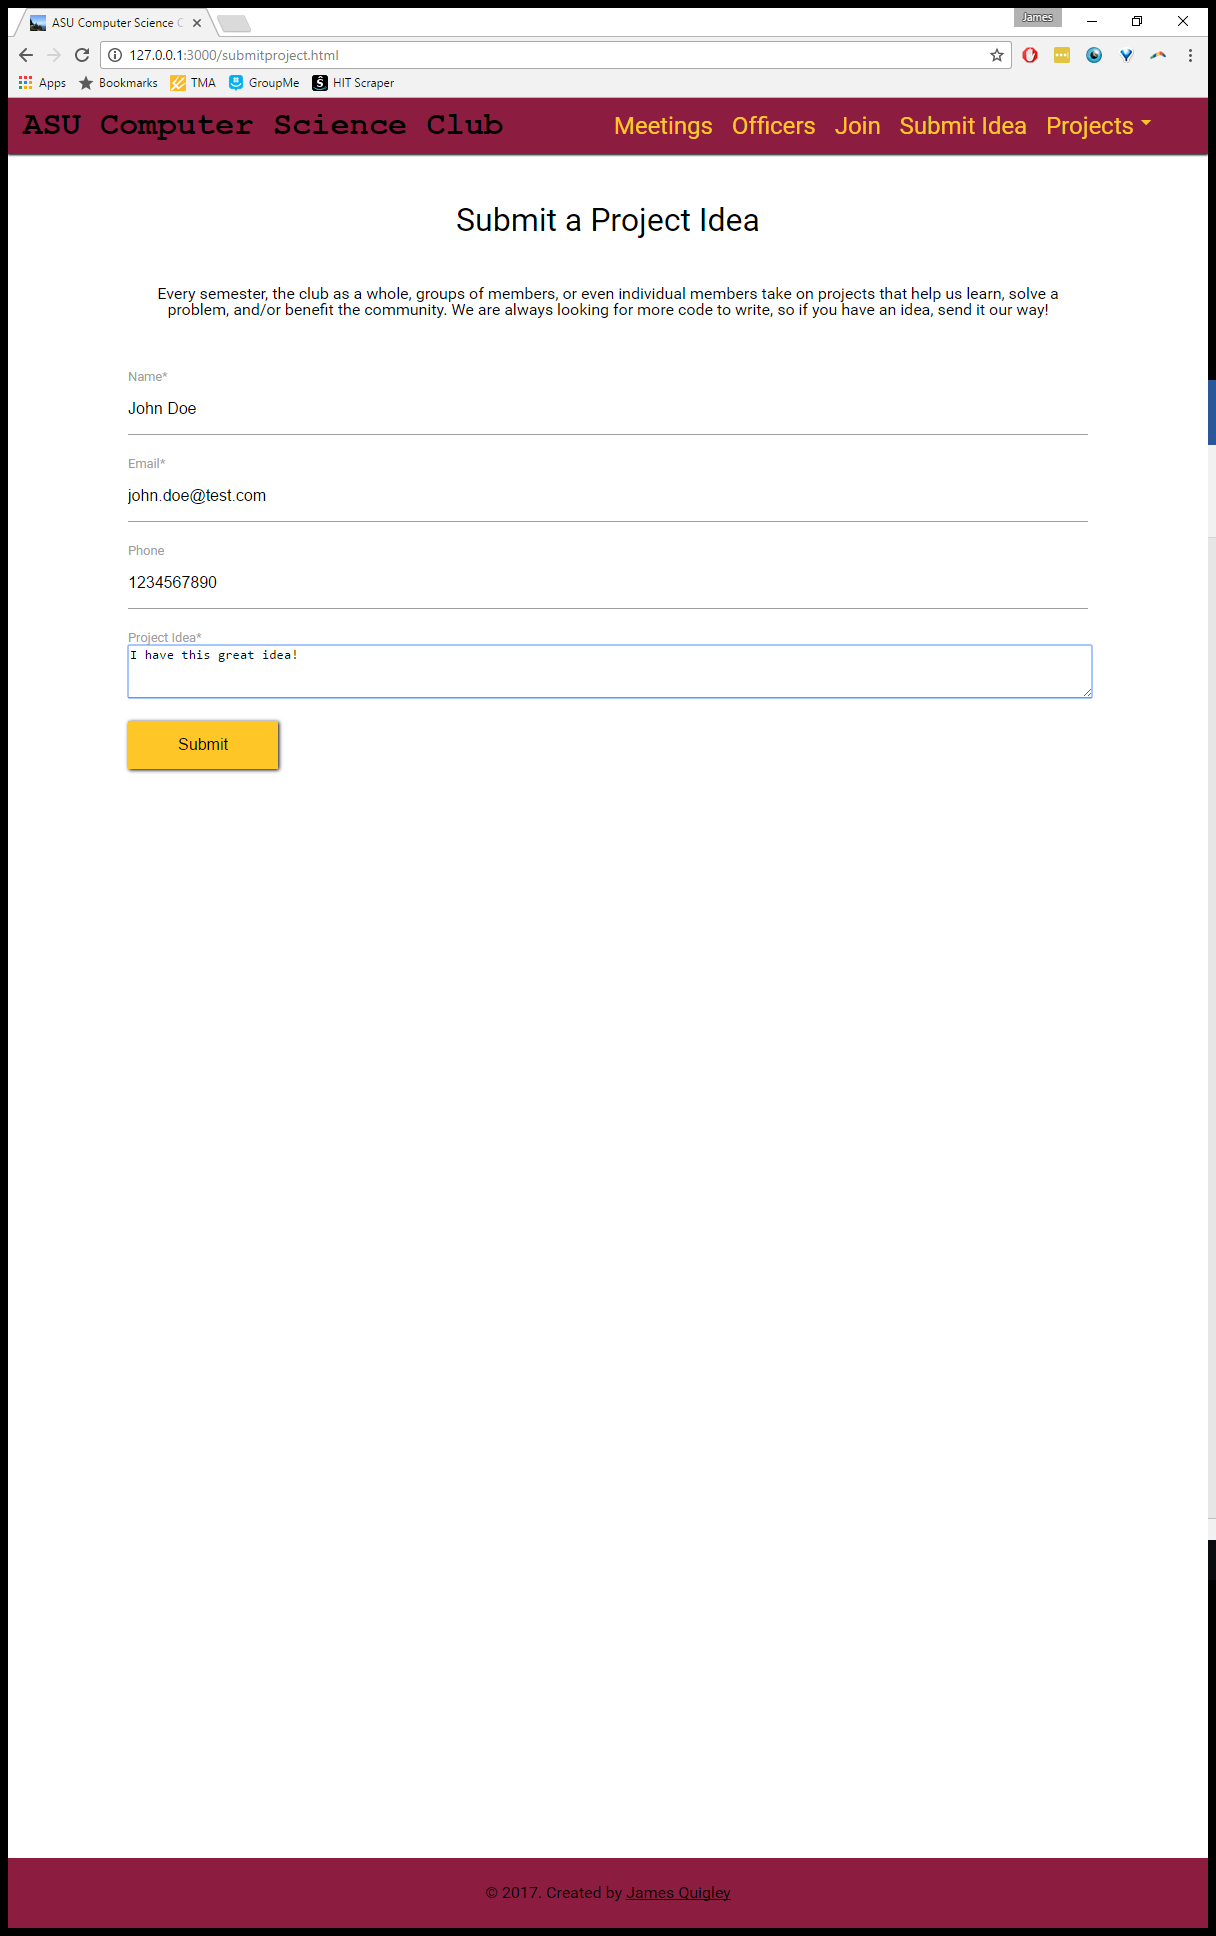 ASU Computer Science C
James
127.0.0.1:3000/submitproject.html
Apps Bookmarks TMA GroupMe HIT Scraper
ASU Computer Science Club Meetings Officers Join Submit Idea Projects
Submit a Project Idea
Every semester, the club as a whole, groups of members, or even individual members take on projects that help us learn, solve a
problem, and/or benefit the community. We are always looking for more code to write, so if you have an idea, send it our way!
Name*
John Doe
Email*
john.doe@test.com
Phone
1234567890
Project Idea*
I have this great idea!
Submit
© 2017. Created by James Quigley